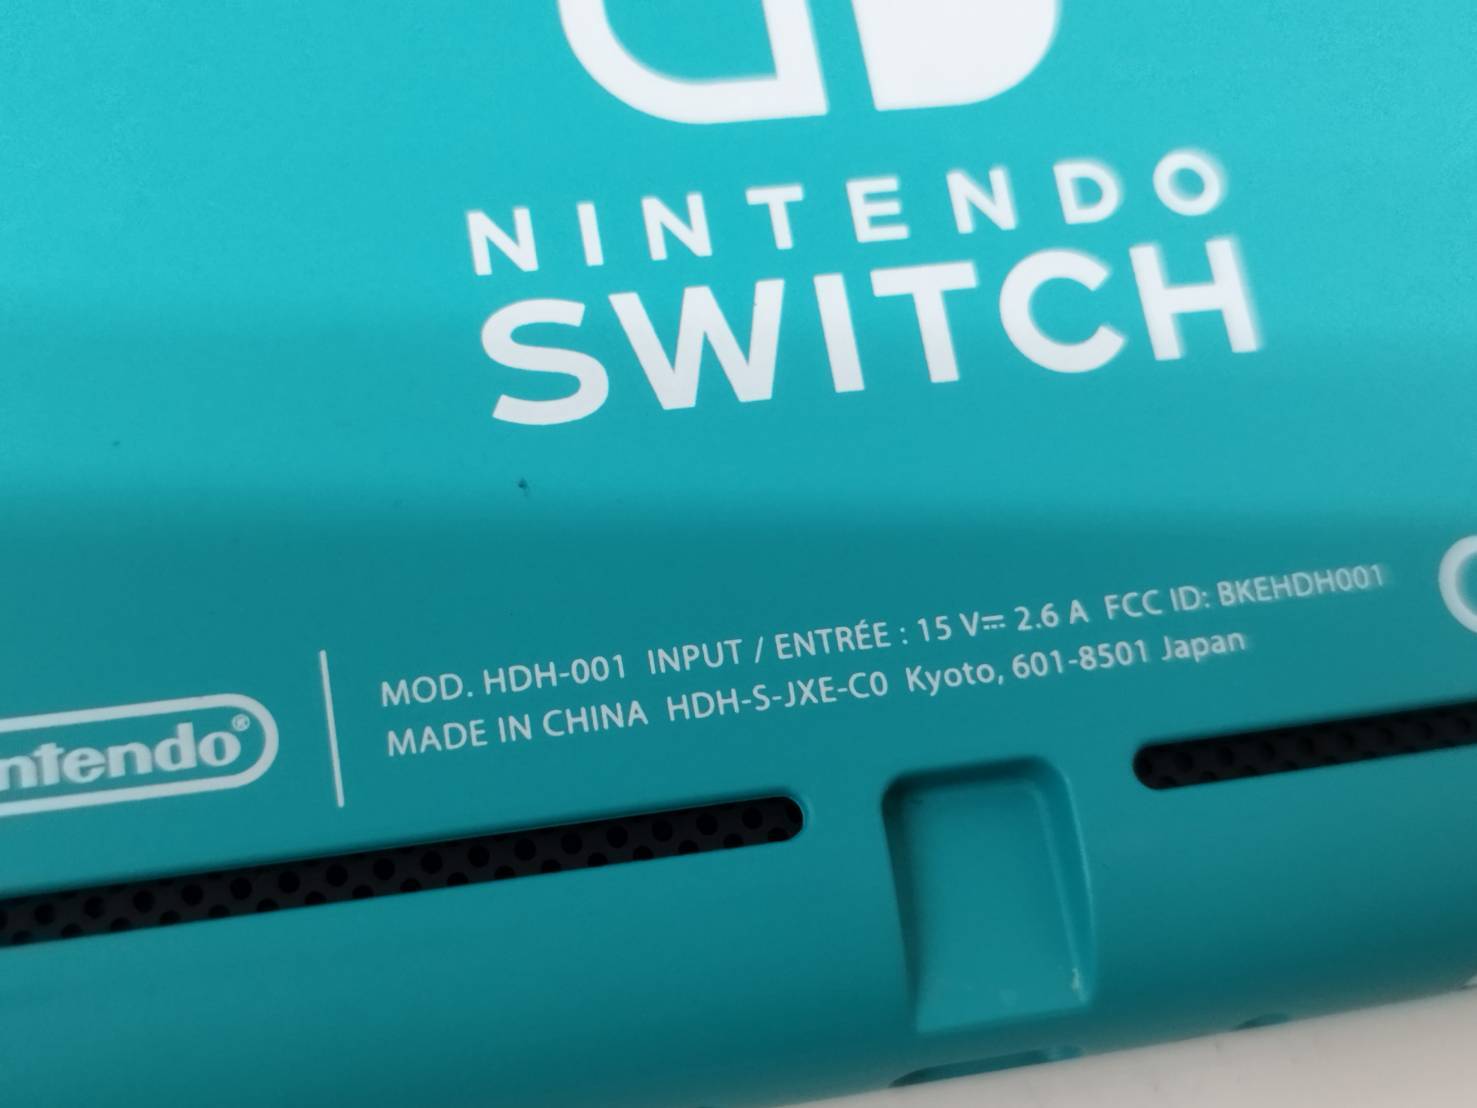 NINTENDO
SWITCH
MOD. HDH-001 INPUT / ENTRÉE : 15 V⎓ 2.6 A FCC ID: BKEHDH001
MADE IN CHINA HDH-S-JXE-C0 Kyoto, 601-8501 Japan
ntendo®